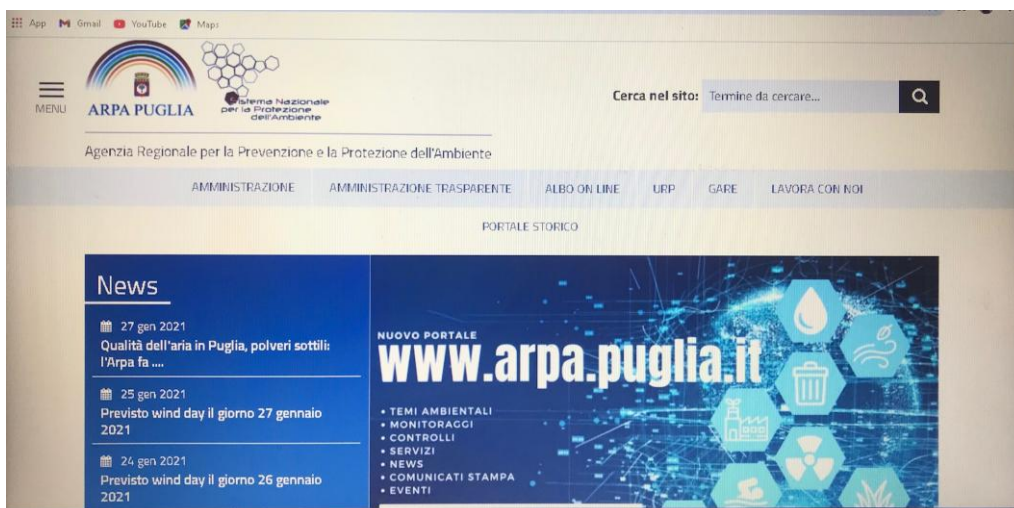 App Gmail YouTube Maps
MENU
ARPA PUGLIA
Sistema Nazionale
per la Protezione
dell'Ambiente
Cerca nel sito: Termine da cercare...
Agenzia Regionale per la Prevenzione e la Protezione dell'Ambiente
AMMINISTRAZIONE AMMINISTRAZIONE TRASPARENTE ALBO ON LINE URP GARE LAVORA CON NOI
PORTALE STORICO
News
27 gen 2021
Qualità dell'aria in Puglia, polveri sottili:
l'Arpa fa ....
25 gen 2021
Previsto wind day il giorno 27 gennaio
2021
24 gen 2021
Previsto wind day il giorno 26 gennaio
2021
NUOVO PORTALE
www.arpa.puglia.it
• TEMI AMBIENTALI
• MONITORAGGI
• CONTROLLI
• SERVIZI
• NEWS
• COMUNICATI STAMPA
• EVENTI